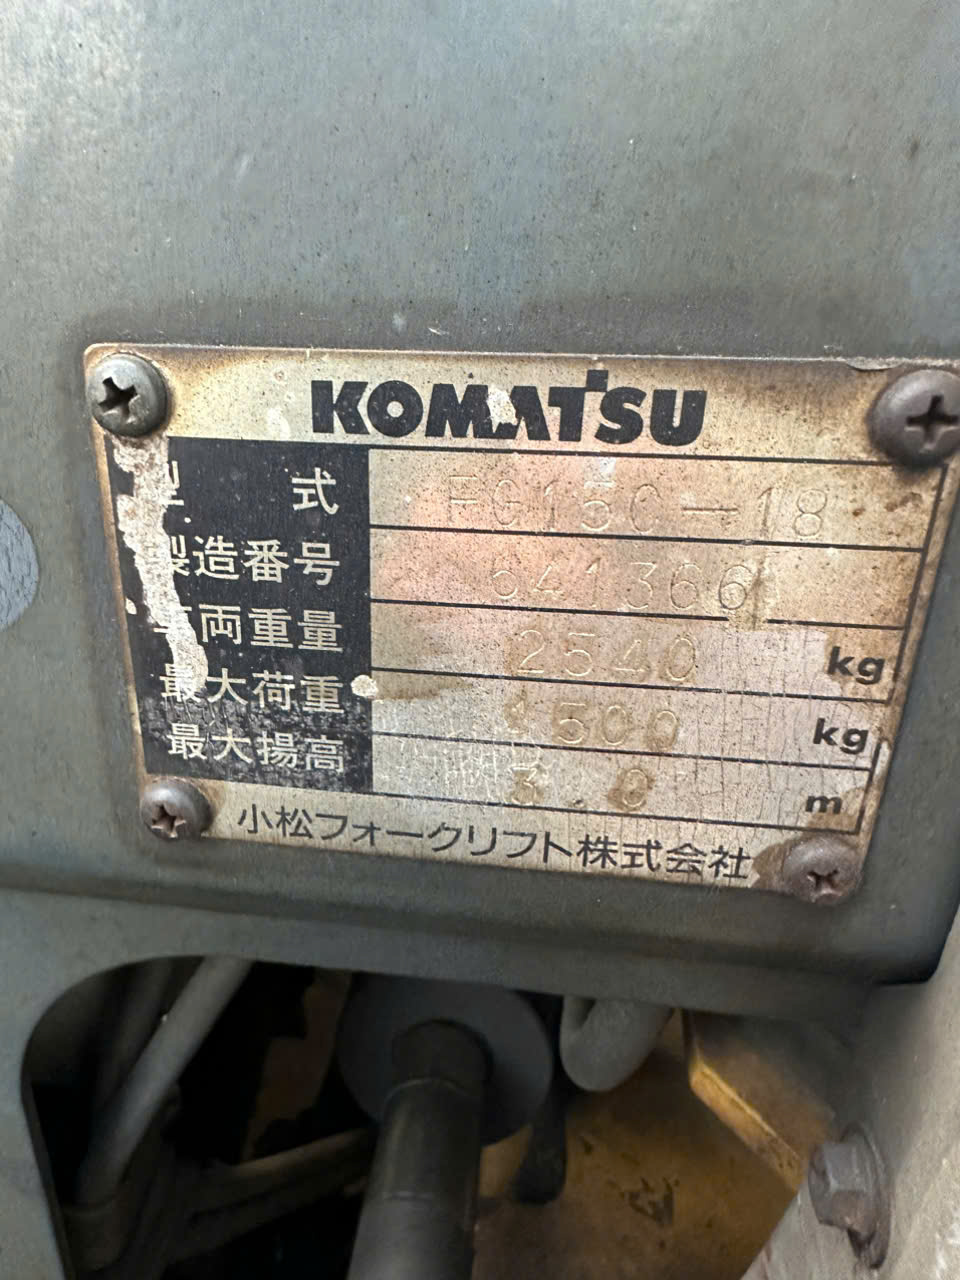 KOMATSU
型式 FG15C-18
製造番号 641366
車両重量 2540 kg
最大荷重 1500 kg
最大揚高 3.0 m
小松フォークリフト株式会社